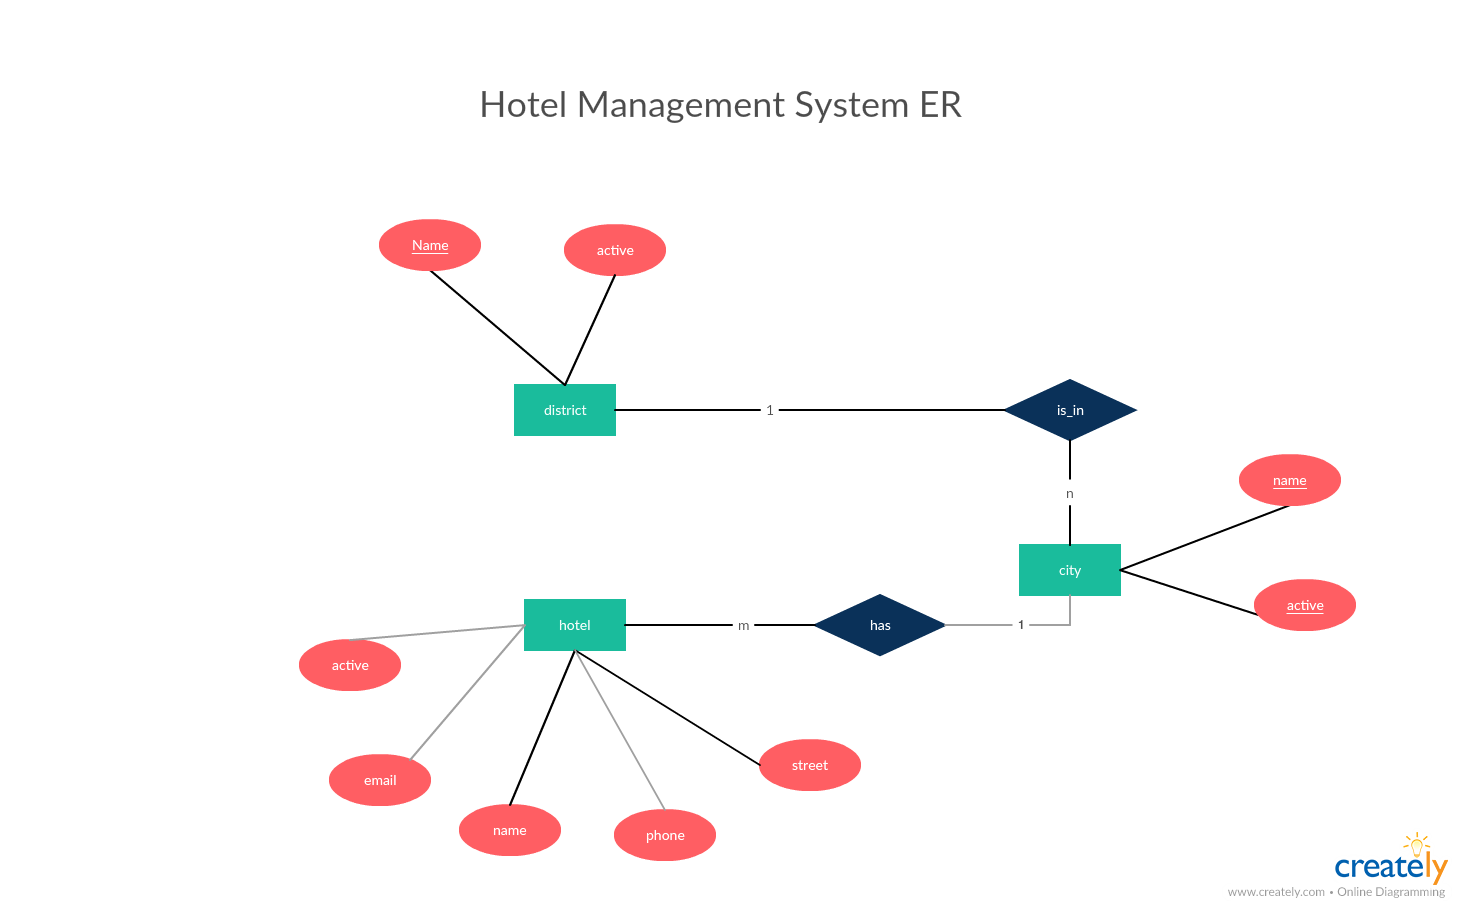 Hotel Management System ER
Name
active
district
1
is_in
n
name
city
active
hotel
m
has
1
active
email
name
phone
street
creately
www.creately.com • Online Diagramming